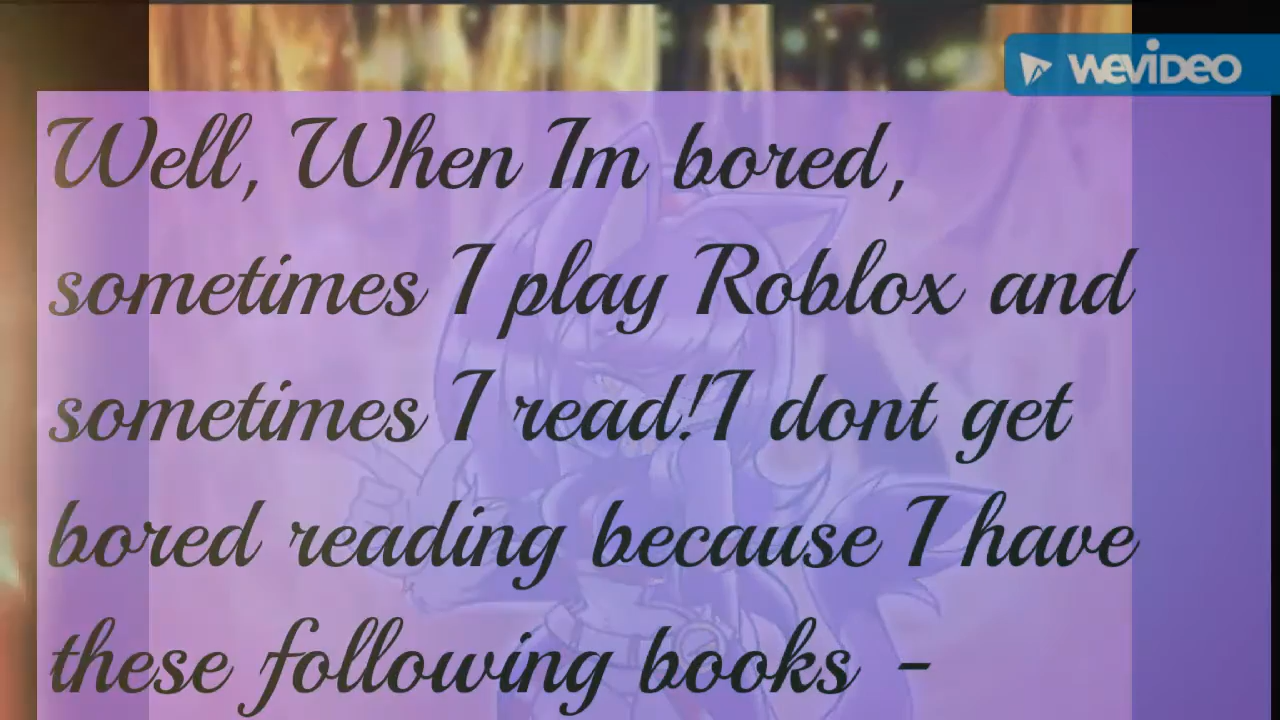 WEVIDEO
Well, When Im bored,
sometimes I play Roblox and
sometimes I read!I dont get
bored reading because I have
these following books -